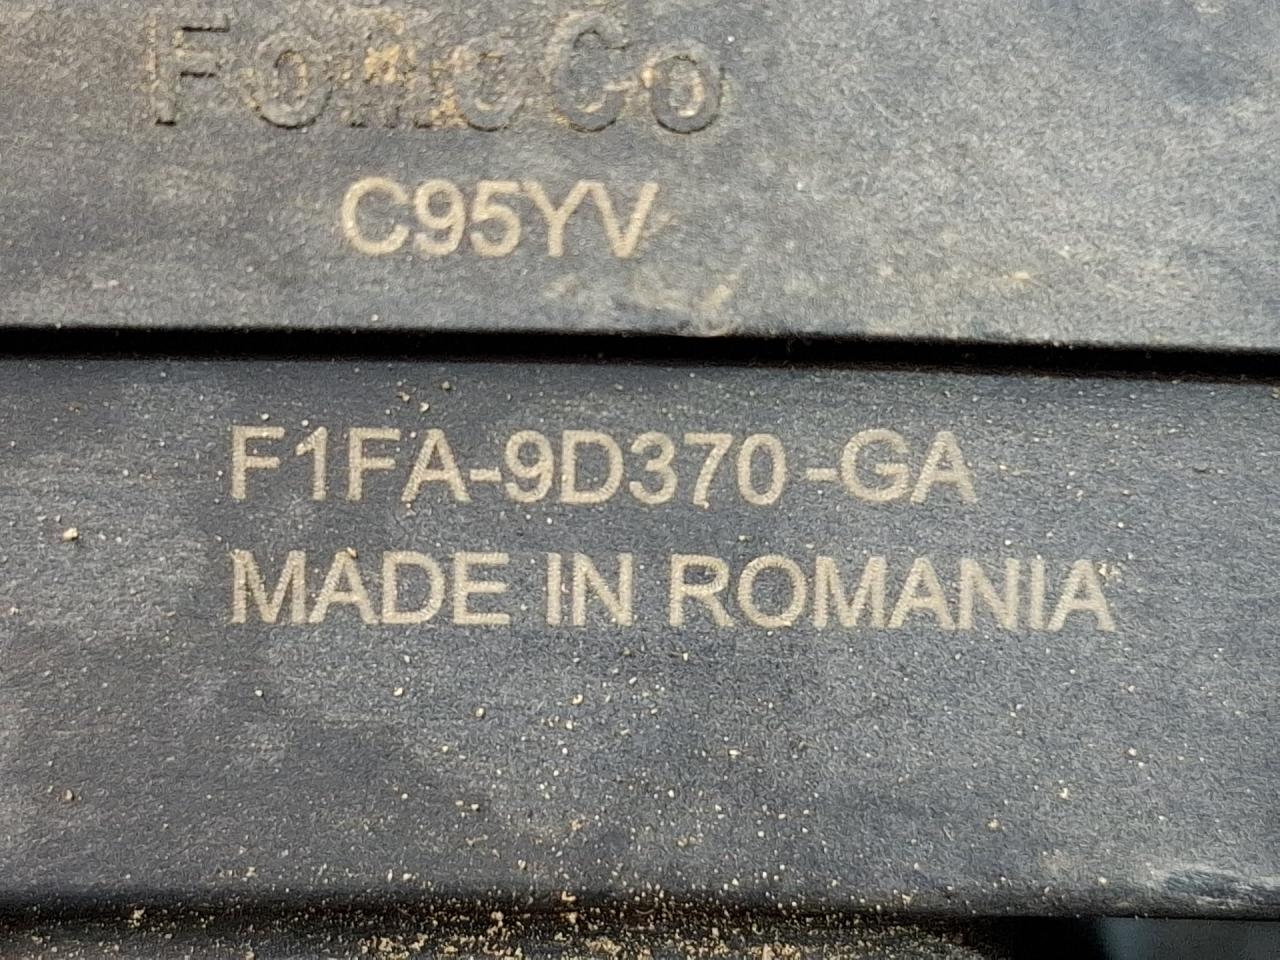 FoMoCo
C95YV
F1FA-9D370-GA
MADE IN ROMANIA